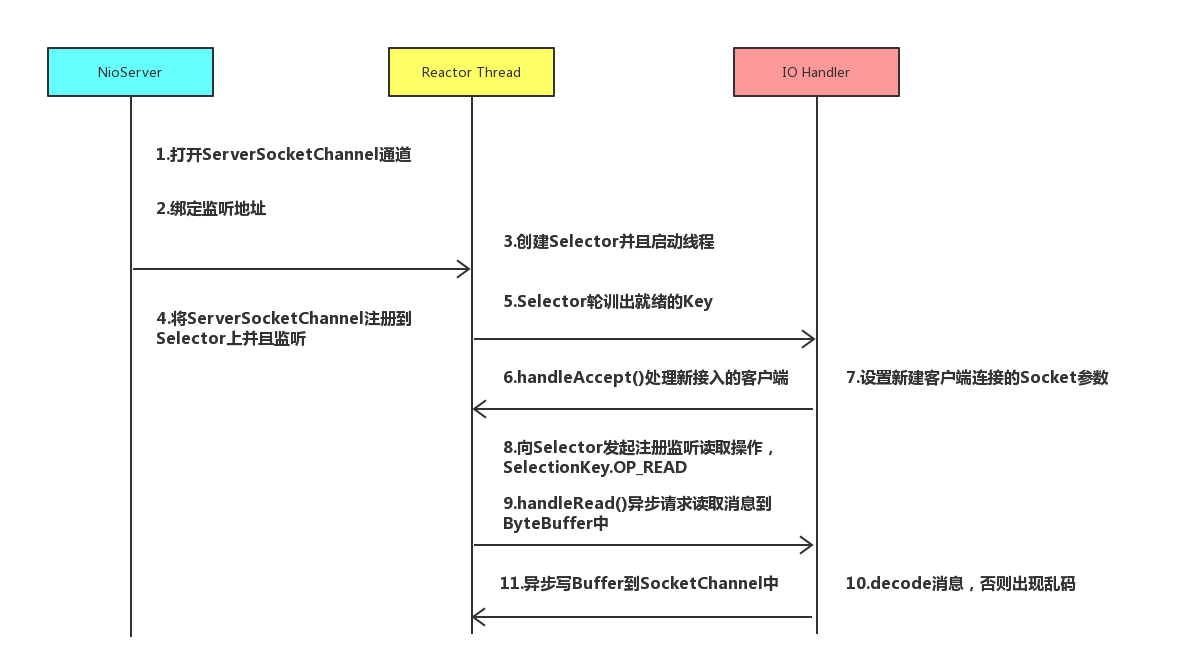 NioServer
Reactor Thread
IO Handler
1.打开ServerSocketChannel通道
2.绑定监听地址
3.创建Selector并且启动线程
5.Selector轮训出就绪的Key
4.将ServerSocketChannel注册到
Selector上并且监听
6.handleAccept()处理新接入的客户端
7.设置新建客户端连接的Socket参数
8.向Selector发起注册监听读取操作，
SelectionKey.OP_READ
9.handleRead()异步请求读取消息到
ByteBuffer中
11.异步写Buffer到SocketChannel中
10.decode消息，否则出现乱码